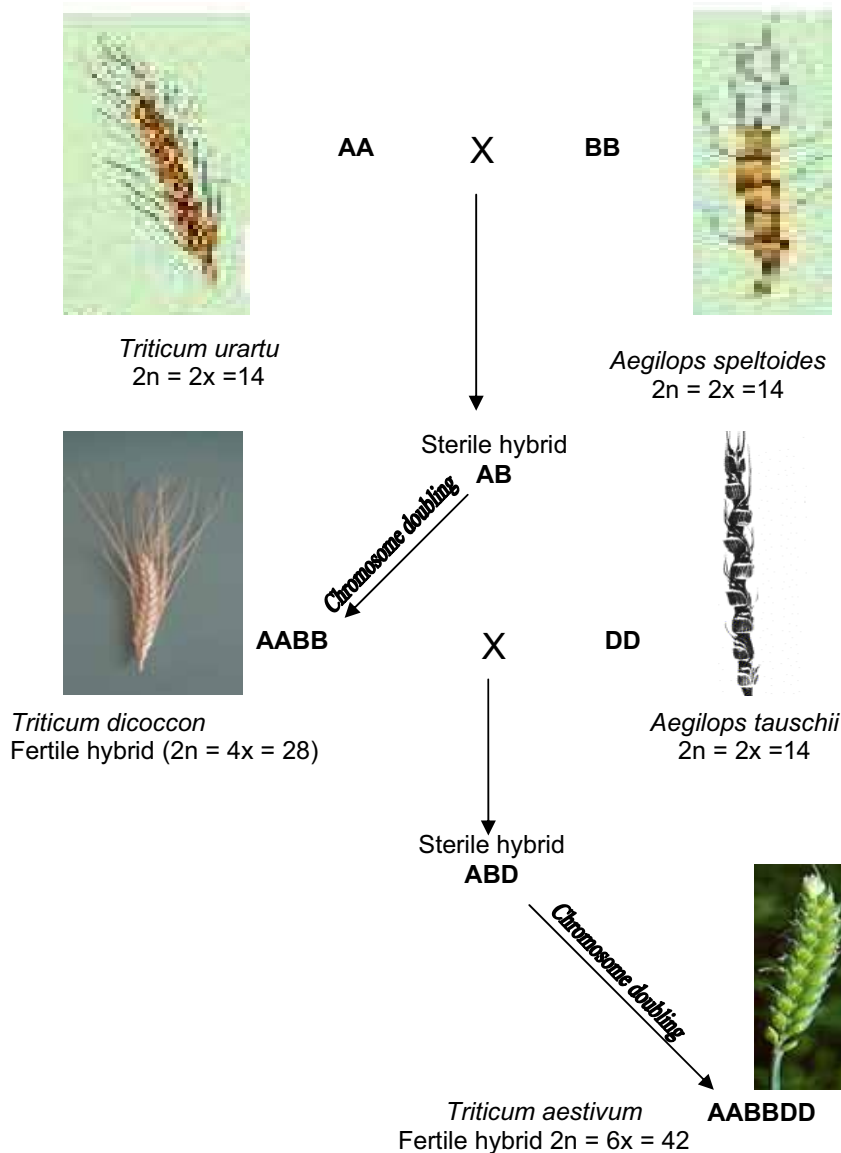 AA X BB
Triticum urartu
2n = 2x =14
Aegilops speltoides
2n = 2x =14
Sterile hybrid
AB
Chromosome doubling
AABB X DD
Triticum dicoccon
Fertile hybrid (2n = 4x = 28)
Aegilops tauschii
2n = 2x =14
Sterile hybrid
ABD
Chromosome doubling
Triticum aestivum
Fertile hybrid 2n = 6x = 42
AABBDD